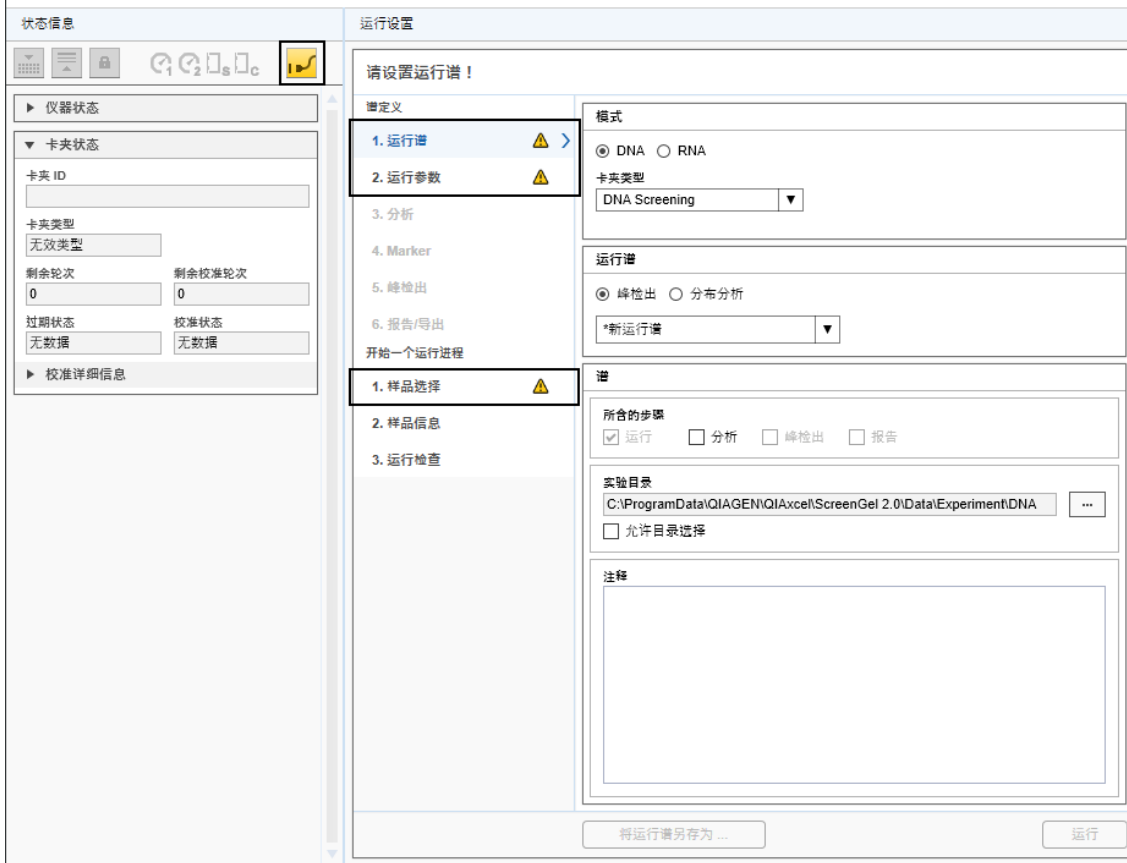 状态信息
运行设置
请设置运行谱！
仪器状态
卡夹状态
卡夹 ID
卡夹类型
无效类型
剩余轮次
剩余校准轮次
0
0
过期状态
校准状态
无数据
无数据
校准详细信息
谱定义
1. 运行谱
2. 运行参数
3. 分析
4. Marker
5. 峰检出
6. 报告/导出
开始一个运行进程
1. 样品选择
2. 样品信息
3. 运行检查
模式
DNA
RNA
卡夹类型
DNA Screening
运行谱
峰检出
分布分析
*新运行谱
谱
所含的步骤
运行
分析
峰检出
报告
实验目录
C:\ProgramData\QIAGEN\QIAxcel\ScreenGel 2.0\Data\Experiment\DNA
...
允许目录选择
注释
将运行谱另存为 ...
运行